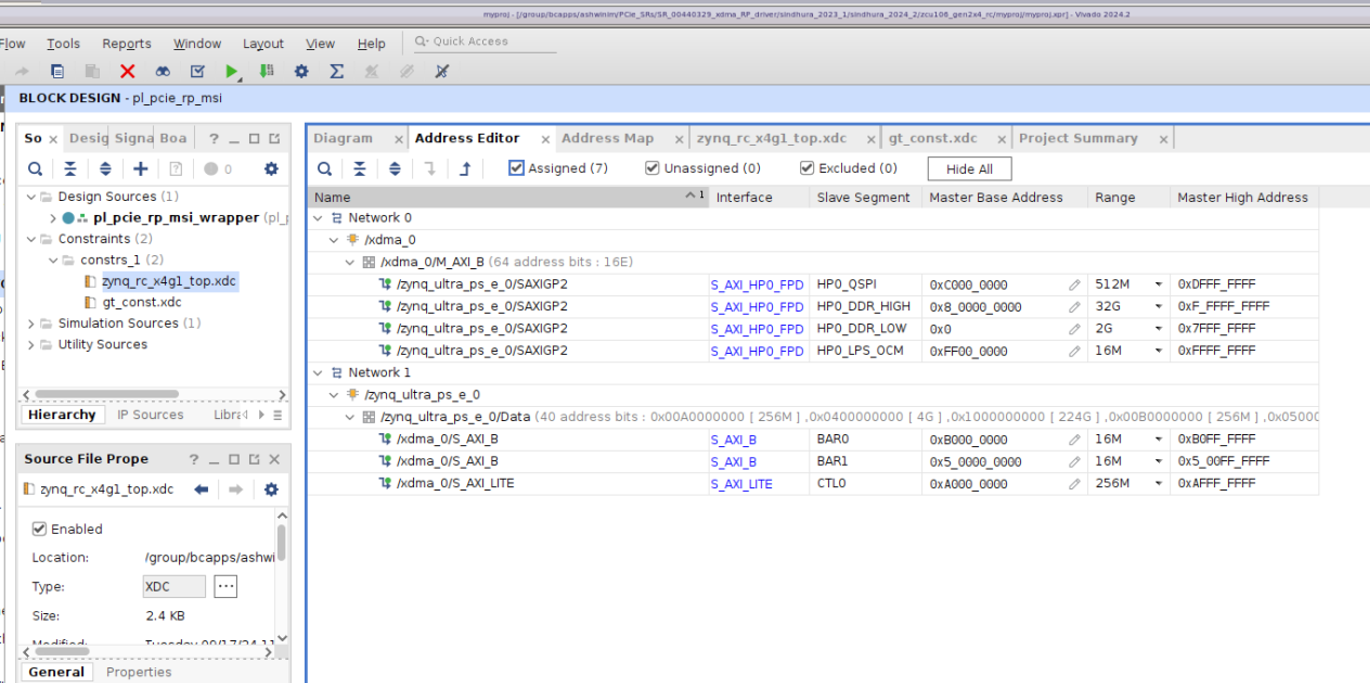 myproj - [/group/bcapps/ashwinim/PCie_SRs/SR_00440329_xdma_RP_driver/sindhura_2023_1/sindhura_2024_2/zcu106_gen2x4_rc/myproj/myproj.xpr] - Vivado 2024.2
Flow Tools Reports Window Layout View Help Quick Access
BLOCK DESIGN - pl_pcie_rp_msi
So Desig Signa Boa ? Diagram Address Editor Address Map zynq_rc_x4g1_top.xdc gt_const.xdc Project Summary
0 Assigned (7) Unassigned (0) Excluded (0) Hide All
Design Sources (1)
pl_pcie_rp_msi_wrapper (pl_
Constraints (2)
constrs_1 (2)
zynq_rc_x4g1_top.xdc
gt_const.xdc
Simulation Sources (1)
Utility Sources
Hierarchy IP Sources Libra
Source File Prope ?
zynq_rc_x4g1_top.xdc
Enabled
Location: /group/bcapps/ashwi
Type: XDC ...
Size: 2.4 KB
Modified: Tuesday 09/17/24 11
General Properties
Name 1 Interface Slave Segment Master Base Address Range Master High Address
Network 0
/xdma_0
/xdma_0/M_AXI_B (64 address bits : 16E)
/zynq_ultra_ps_e_0/SAXIGP2 S_AXI_HP0_FPD HP0_QSPI 0xC000_0000 512M 0xDFFF_FFFF
/zynq_ultra_ps_e_0/SAXIGP2 S_AXI_HP0_FPD HP0_DDR_HIGH 0x8_0000_0000 32G 0xF_FFFF_FFFF
/zynq_ultra_ps_e_0/SAXIGP2 S_AXI_HP0_FPD HP0_DDR_LOW 0x0 2G 0x7FFF_FFFF
/zynq_ultra_ps_e_0/SAXIGP2 S_AXI_HP0_FPD HP0_LPS_OCM 0xFF00_0000 16M 0xFFFF_FFFF
Network 1
/zynq_ultra_ps_e_0
/zynq_ultra_ps_e_0/Data (40 address bits : 0x00A0000000 [ 256M ] ,0x0400000000 [ 4G ] ,0x1000000000 [ 224G ] ,0x00B0000000 [ 256M ] ,0x05000
/xdma_0/S_AXI_B S_AXI_B BAR0 0xB000_0000 16M 0xB0FF_FFFF
/xdma_0/S_AXI_B S_AXI_B BAR1 0x5_0000_0000 16M 0x5_00FF_FFFF
/xdma_0/S_AXI_LITE S_AXI_LITE CTL0 0xA000_0000 256M 0xAFFF_FFFF